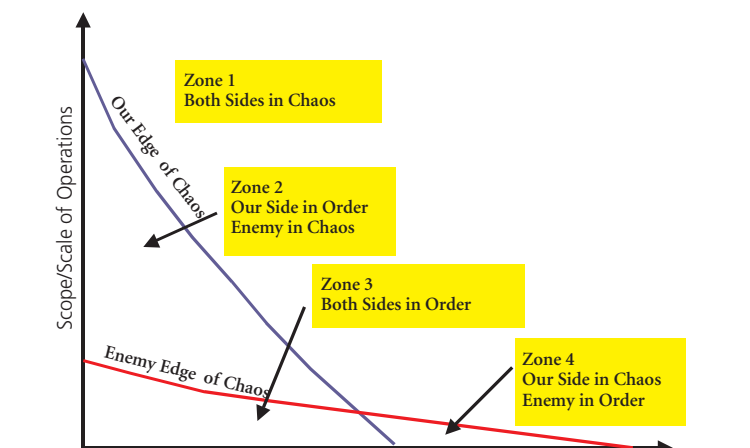 Zone 1
Both Sides in Chaos
Our Edge of Chaos
Scope/Scale of Operations
Zone 2
Our Side in Order
Enemy in Chaos
Zone 3
Both Sides in Order
Enemy Edge of Chaos
Zone 4
Our Side in Chaos
Enemy in Order